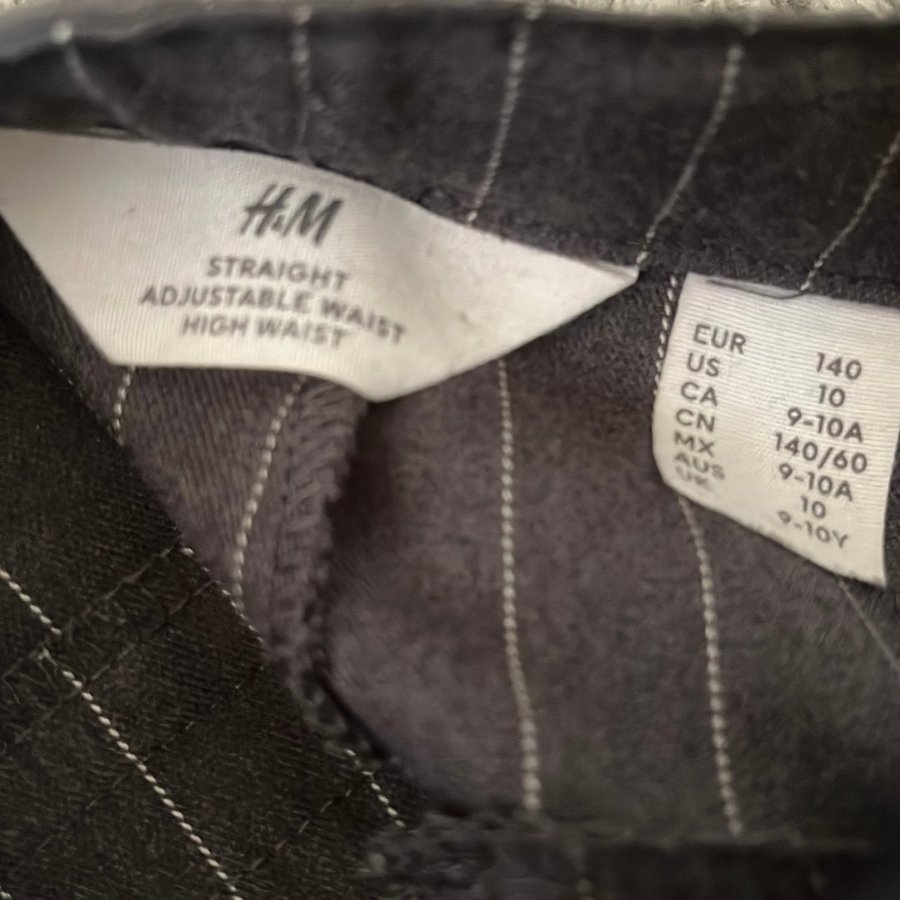 H&M
STRAIGHT
ADJUSTABLE WAIST
HIGH WAIST
EUR 140
US 10
CA 9-10A
CN 140/60
MX 9-10A
AUS 10
UK 9-10Y